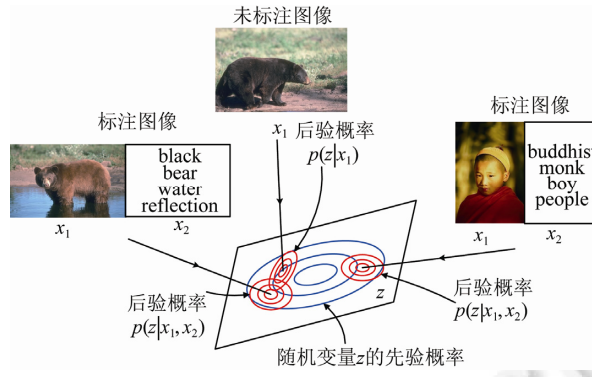 未标注图像
标注图像
black
bear
water
reflection
x₁
x₂
x₁
后验概率
p(z|x₁)
标注图像
buddhist
monk
boy
people
x₁
x₂
后验概率
p(z|x₁,x₂)
z
后验概率
p(z|x₁,x₂)
随机变量z的先验概率